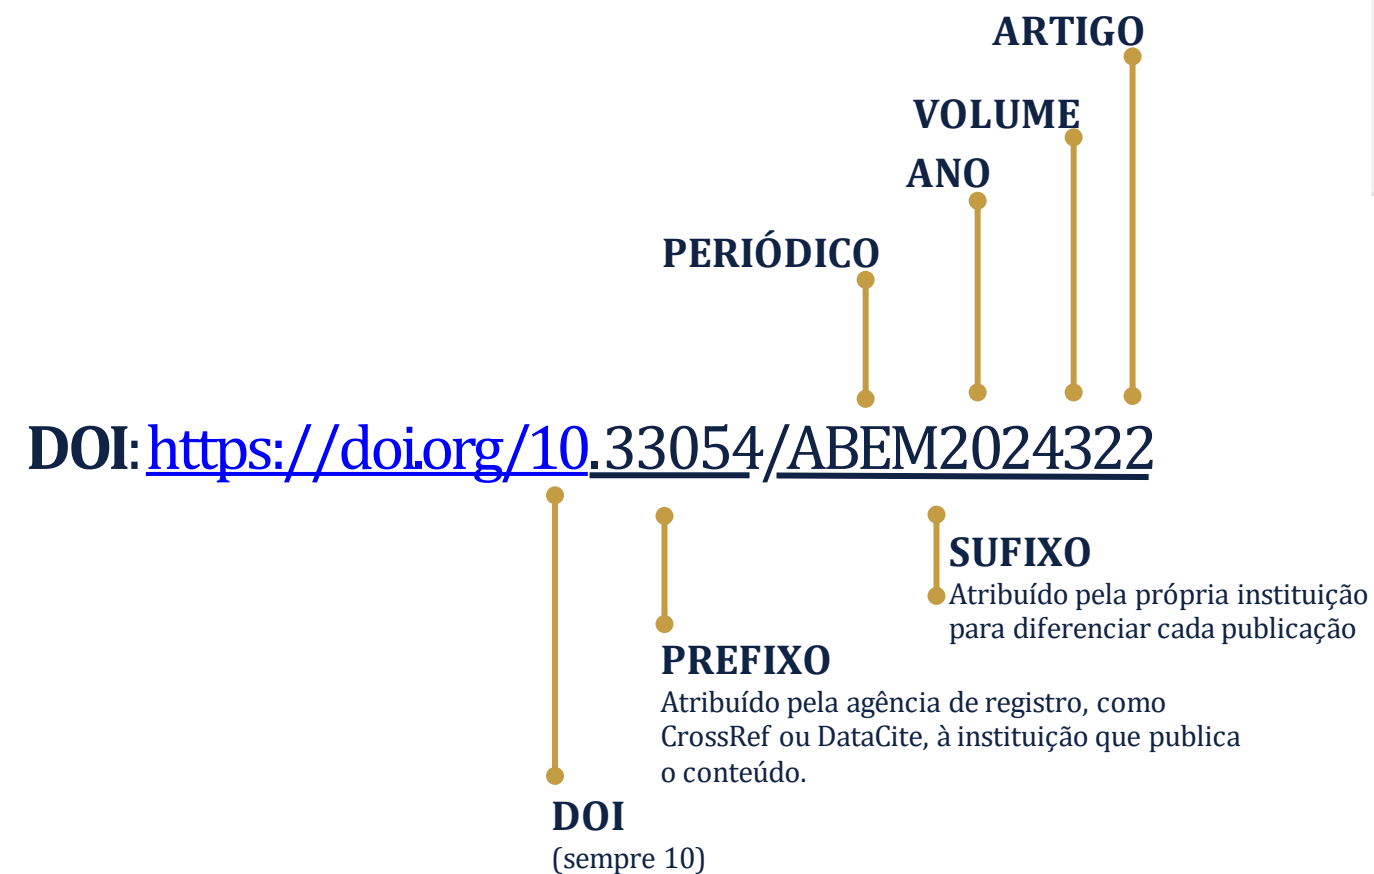 ARTIGO
VOLUME
ANO
PERIÓDICO
DOI: https://doi.org/10.33054/ABEM2024322
SUFIXO
Atribuído pela própria instituição
para diferenciar cada publicação
PREFIXO
Atribuído pela agência de registro, como
CrossRef ou DataCite, à instituição que publica
o conteúdo.
DOI
(sempre 10)